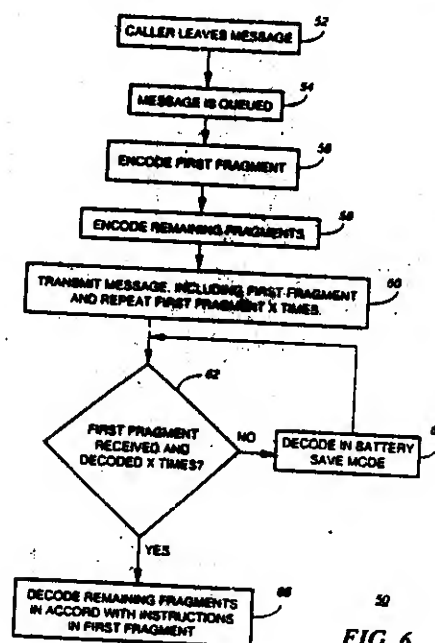 52
CALLER LEAVES MESSAGE
54
MESSAGE IS QUEUED
56
ENCODE FIRST FRAGMENT
58
ENCODE REMAINING FRAGMENTS
60
TRANSMIT MESSAGE, INCLUDING FIRST FRAGMENT
AND REPEAT FIRST FRAGMENT X TIMES.
62
FIRST FRAGMENT
RECEIVED AND
DECODED X TIMES?
NO
DECODE IN BATTERY
SAVE MODE
YES
66
DECODE REMAINING FRAGMENTS
IN ACCORD WITH INSTRUCTIONS
IN FIRST FRAGMENT
50
FIG. 6